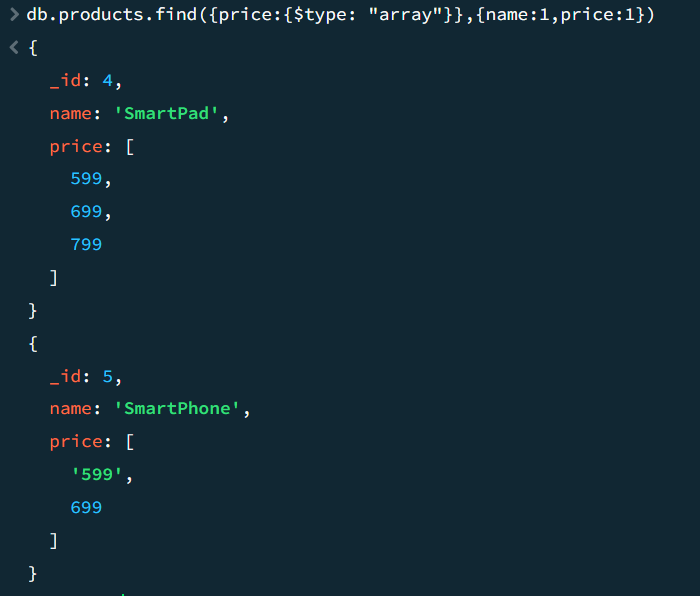 db.products.find({price:{$type: "array"}},{name:1,price:1})
{
_id: 4,
name: 'SmartPad',
price: [
599,
699,
799
]
}
{
_id: 5,
name: 'SmartPhone',
price: [
'599',
699
]
}